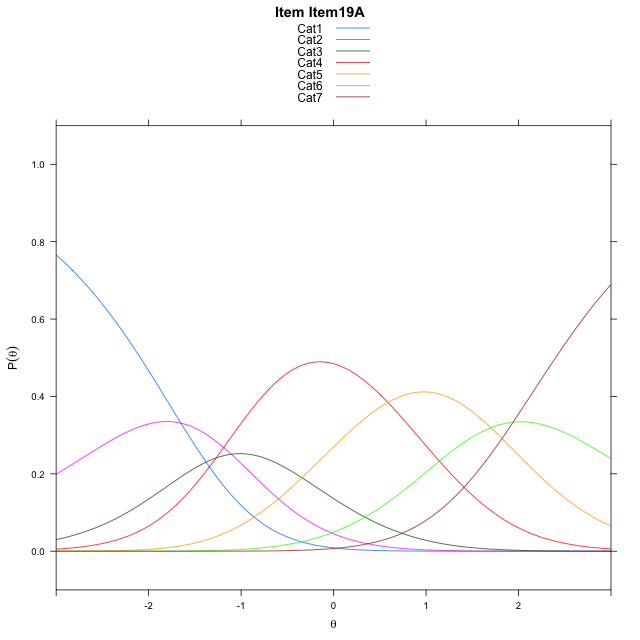 Item Item19A
Cat1
Cat2
Cat3
Cat4
Cat5
Cat6
Cat7
1.0
0.8
0.6
0.4
0.2
0.0
P(θ)
-2 -1 0 1 2
θ